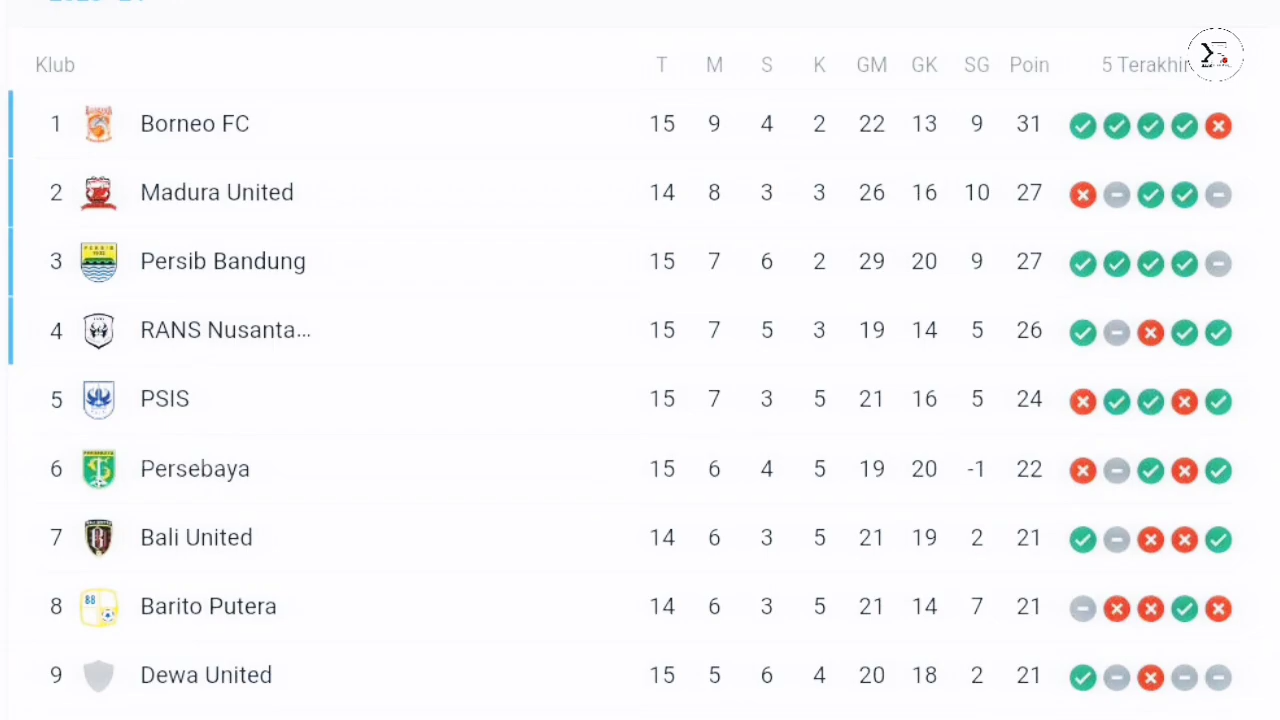 Klub T M S K GM GK SG Poin 5 Terakhir
1 Borneo FC 15 9 4 2 22 13 9 31
2 Madura United 14 8 3 3 26 16 10 27
3 Persib Bandung 15 7 6 2 29 20 9 27
4 RANS Nusanta... 15 7 5 3 19 14 5 26
5 PSIS 15 7 3 5 21 16 5 24
6 Persebaya 15 6 4 5 19 20 -1 22
7 Bali United 14 6 3 5 21 19 2 21
8 Barito Putera 14 6 3 5 21 14 7 21
9 Dewa United 15 5 6 4 20 18 2 21